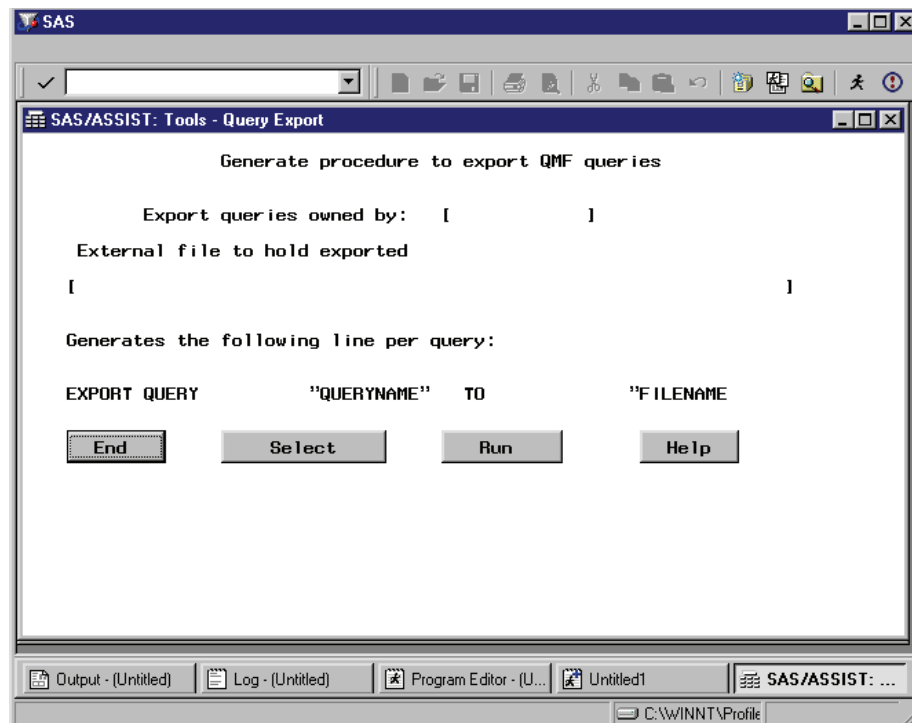 SAS
SAS/ASSIST: Tools - Query Export
Generate procedure to export QMF queries
Export queries owned by: [ ]
External file to hold exported
[ ]
Generates the following line per query:
EXPORT QUERY "QUERYNAME" TO "FILENAME
End Select Run Help
Output - (Untitled) Log - (Untitled) Program Editor - (U... Untitled1 SAS/ASSIST: ...
C:\WINNT\Profile